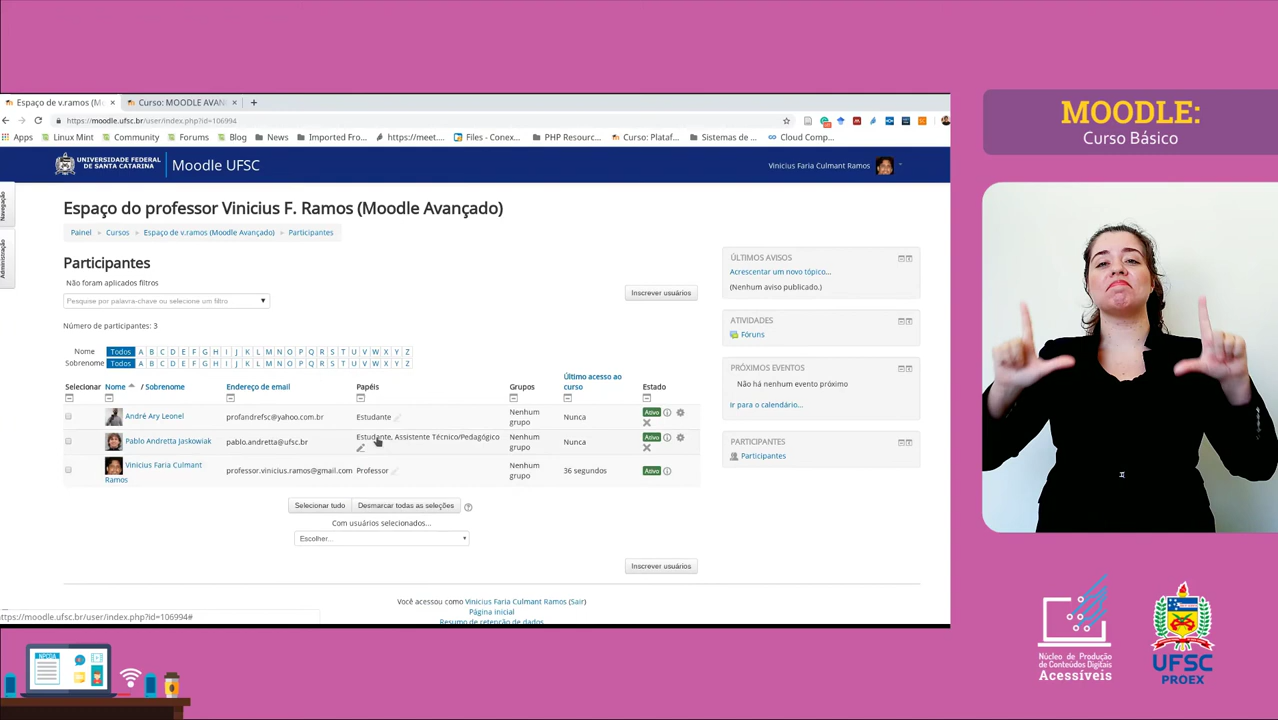 Espaço de v.ramos (M
Curso: MOODLE AVAN
https://moodle.ufsc.br/user/index.php?id=106994
Apps
Linux Mint
Community
Forums
Blog
News
Imported Fro...
https://meet....
Files - Conex...
PHP Resourc...
Curso: Plataf...
Sistemas de ...
Cloud Comp...
UNIVERSIDADE FEDERAL
DE SANTA CATARINA
Moodle UFSC
Vinicius Faria Culmant Ramos
Navegação
Administração
Espaço do professor Vinicius F. Ramos (Moodle Avançado)
Painel
Cursos
Espaço de v.ramos (Moodle Avançado)
Participantes
Participantes
Não foram aplicados filtros
Pesquise por palavra-chave ou selecione um filtro
Inscrever usuários
Número de participantes: 3
Nome Todos A B C D E F G H I J K L M N O P Q R S T U V W X Y Z
Sobrenome Todos A B C D E F G H I J K L M N O P Q R S T U V W X Y Z
Selecionar
Nome / Sobrenome
Endereço de email
Papéis
Grupos
Último acesso ao
curso
Estado
André Ary Leonel
profandrefsc@yahoo.com.br
Estudante
Nenhum
grupo
Nunca
Ativo
Pablo Andretta Jaskowiak
pablo.andretta@ufsc.br
Estudante, Assistente Técnico/Pedagógico
Nenhum
grupo
Nunca
Ativo
Vinicius Faria Culmant
Ramos
professor.vinicius.ramos@gmail.com
Professor
Nenhum
grupo
36 segundos
Ativo
Selecionar tudo
Desmarcar todas as seleções
Com usuários selecionados...
Escolher...
Inscrever usuários
Você acessou como Vinicius Faria Culmant Ramos (Sair)
Página inicial
Resumo de retenção de dados
https://moodle.ufsc.br/user/index.php?id=106994#
ÚLTIMOS AVISOS
Acrescentar um novo tópico...
(Nenhum aviso publicado.)
ATIVIDADES
Fóruns
PRÓXIMOS EVENTOS
Não há nenhum evento próximo
Ir para o calendário...
PARTICIPANTES
Participantes
MOODLE:
Curso Básico
Núcleo de Produção
de Conteúdos Digitais
Acessíveis
UFSC
PROEX
NPCDA